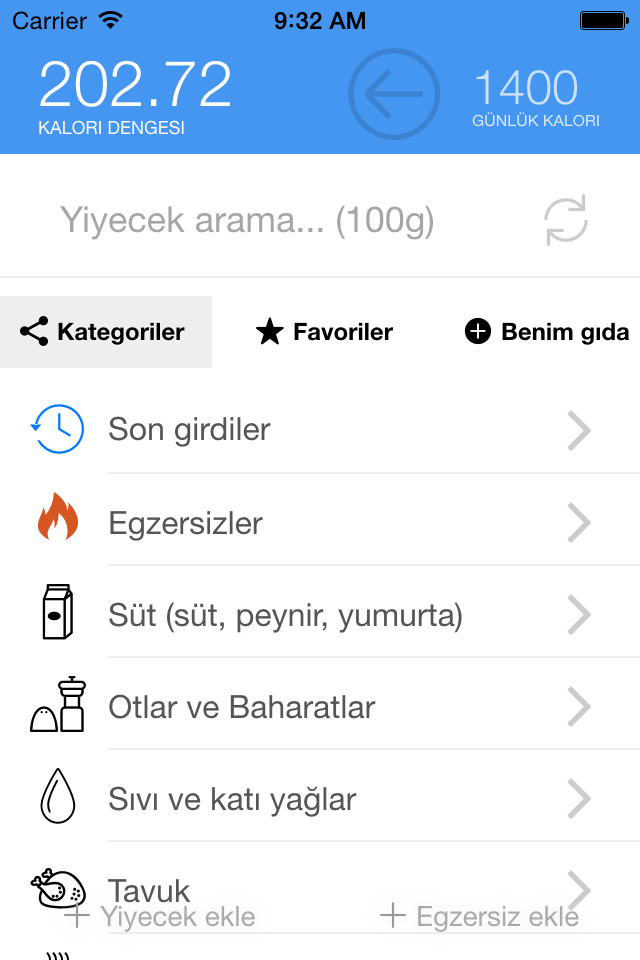 Carrier 9:32 AM
202.72 1400
KALORI DENGESI GÜNLÜK KALORI
Yiyecek arama... (100g)
Kategoriler Favoriler Benim gıda
Son girdiler
Egzersizler
Süt (süt, peynir, yumurta)
Otlar ve Baharatlar
Sıvı ve katı yağlar
Tavuk
Yiyecek ekle Egzersiz ekle